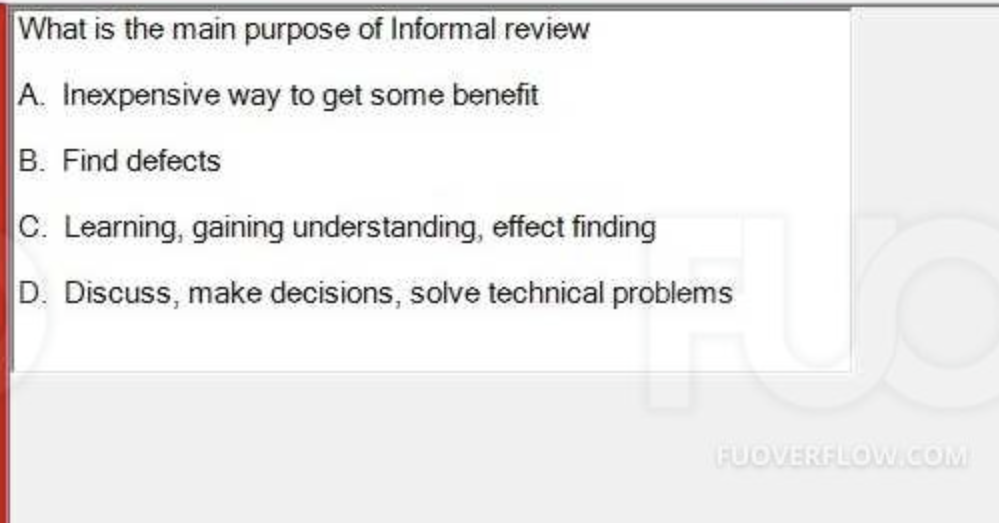 What is the main purpose of Informal review
A. Inexpensive way to get some benefit
B. Find defects
C. Learning, gaining understanding, effect finding
D. Discuss, make decisions, solve technical problems
FUO
FUOVERFLOW.COM